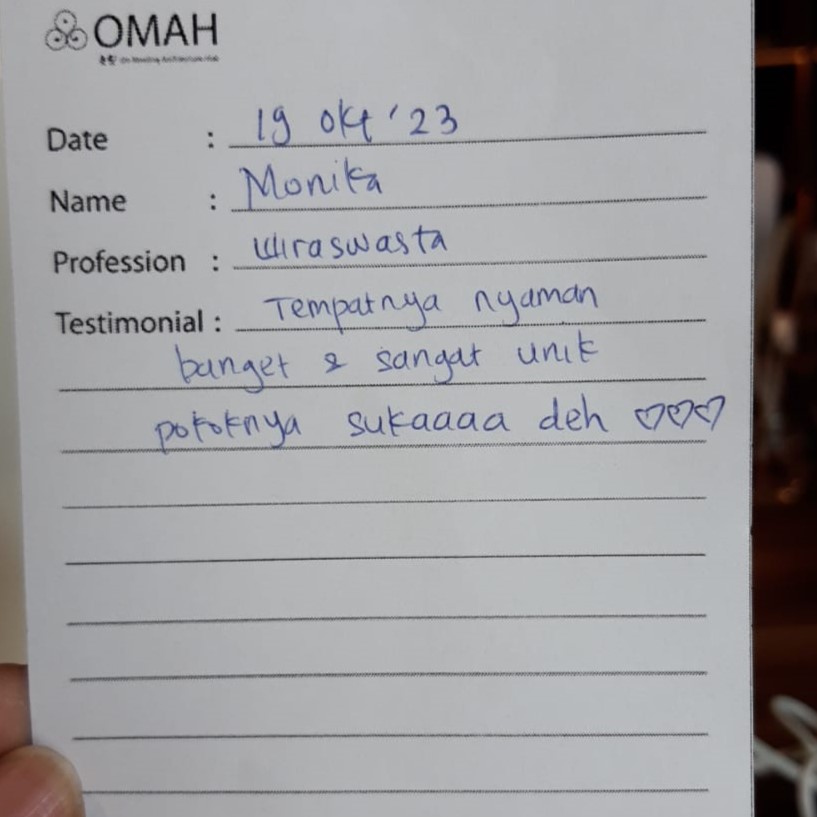 OMAH
Date : 19 okt '23
Name : Monika
Profession : Wiraswasta
Testimonial : Tempatnya nyaman
banget & sangat unik
pokoknya sukaaaa deh ♡♡♡